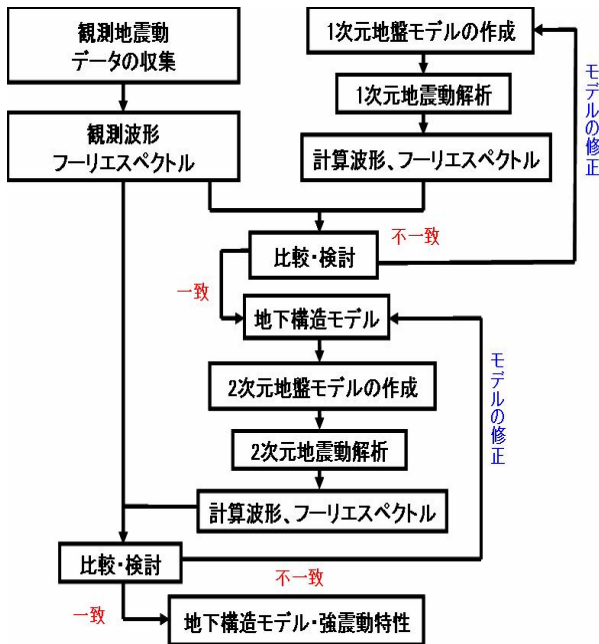 観測地震動
データの収集
1次元地盤モデルの作成
1次元地震動解析
観測波形
フーリエスペクトル
計算波形、フーリエスペクトル
モデルの修正
不一致
比較・検討
一致
地下構造モデル
2次元地盤モデルの作成
モデルの修正
2次元地震動解析
計算波形、フーリエスペクトル
比較・検討
不一致
一致
地下構造モデル・強震動特性